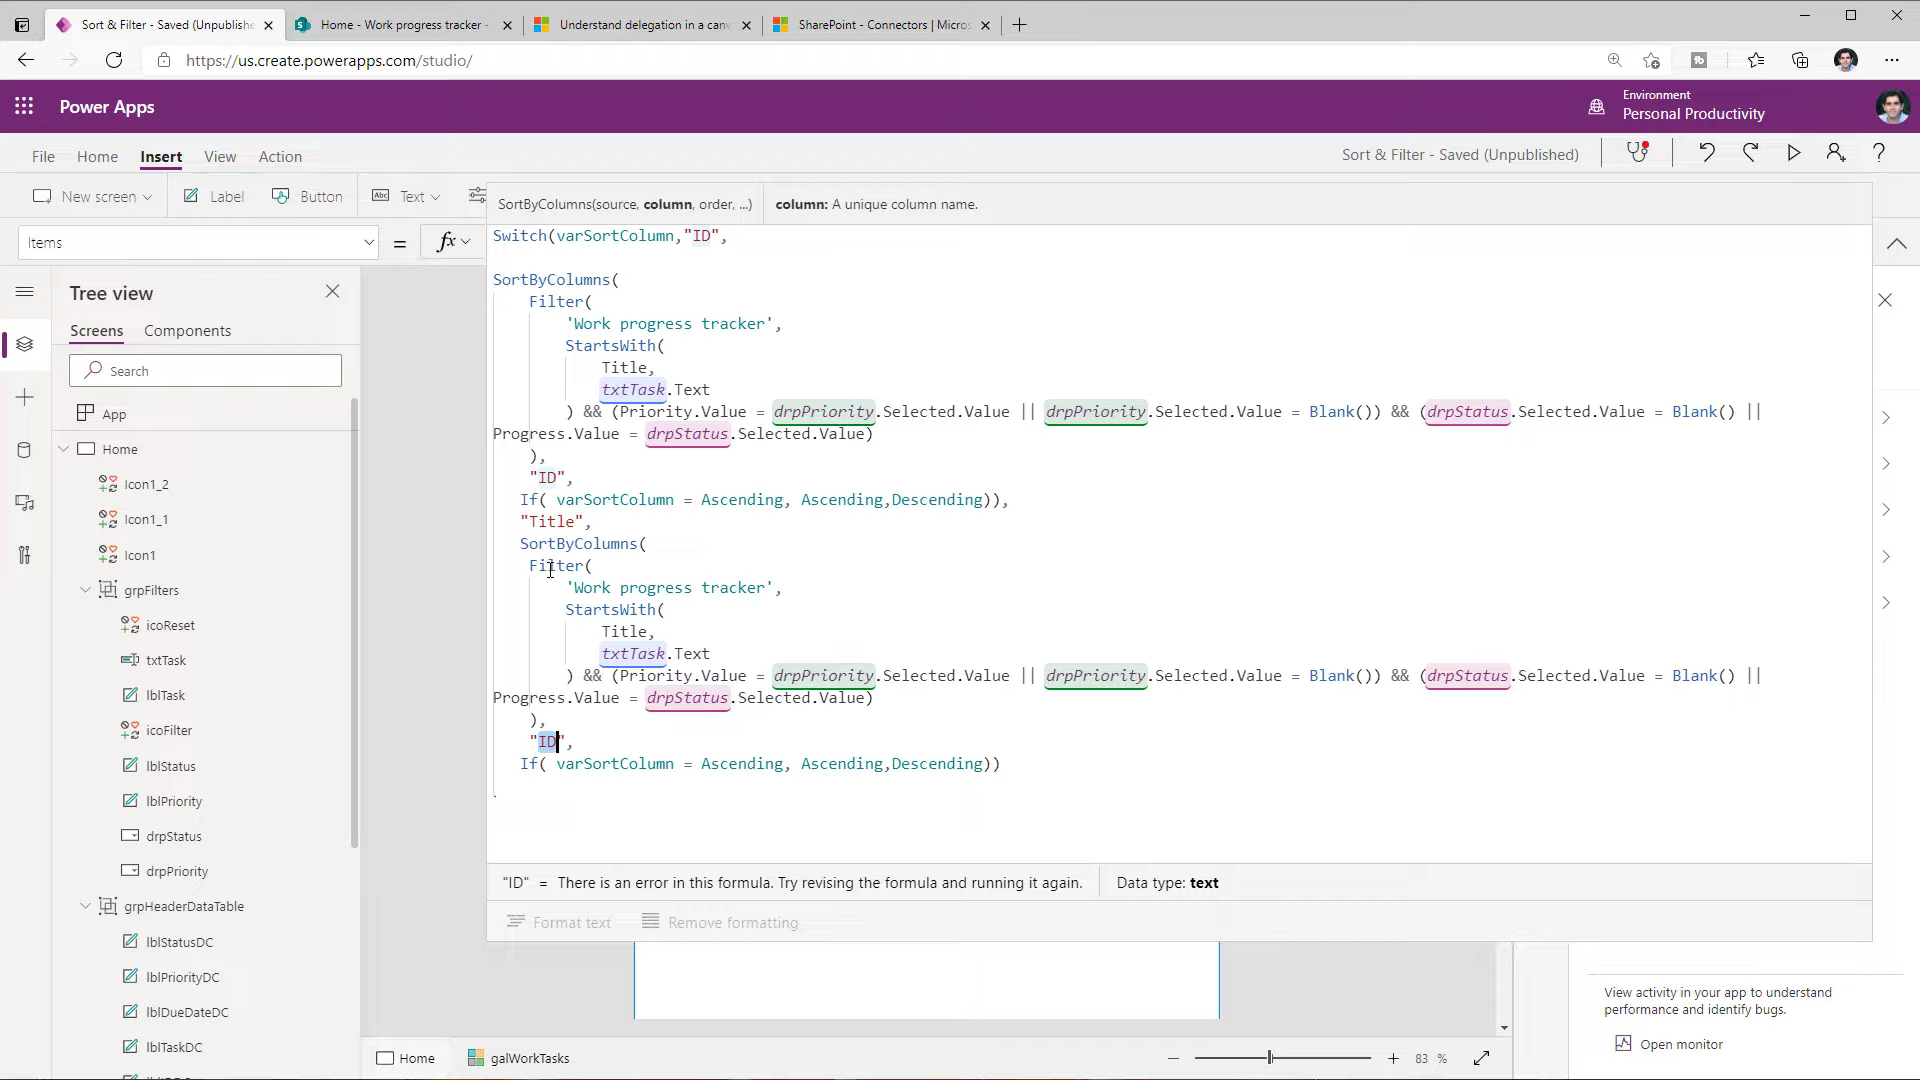 Sort & Filter - Saved (Unpublishe
Home - Work progress tracker -
Understand delegation in a canv
SharePoint - Connectors | Micros
https://us.create.powerapps.com/studio/
Power Apps
Environment
Personal Productivity
File Home Insert View Action
Sort & Filter - Saved (Unpublished)
New screen Label Button Abc Text
SortByColumns(source, column, order, ...) column: A unique column name.
Items = fx
Switch(varSortColumn,"ID",
SortByColumns(
Filter(
'Work progress tracker',
StartsWith(
Title,
txtTask.Text
) && (Priority.Value = drpPriority.Selected.Value || drpPriority.Selected.Value = Blank()) && (drpStatus.Selected.Value = Blank() ||
Progress.Value = drpStatus.Selected.Value)
),
"ID",
If( varSortColumn = Ascending, Ascending,Descending)),
"Title",
SortByColumns(
Filter(
'Work progress tracker',
StartsWith(
Title,
txtTask.Text
) && (Priority.Value = drpPriority.Selected.Value || drpPriority.Selected.Value = Blank()) && (drpStatus.Selected.Value = Blank() ||
Progress.Value = drpStatus.Selected.Value)
),
"ID",
If( varSortColumn = Ascending, Ascending,Descending))
"ID" = There is an error in this formula. Try revising the formula and running it again. Data type: text
Format text Remove formatting
Tree view
Screens Components
Search
App
Home
Icon1_2
Icon1_1
Icon1
grpFilters
icoReset
txtTask
lblTask
icoFilter
lblStatus
lblPriority
drpStatus
drpPriority
grpHeaderDataTable
lblStatusDC
lblPriorityDC
lblDueDateDC
lblTaskDC
View activity in your app to understand
performance and identify bugs.
Open monitor
Home galWorkTasks
83 %